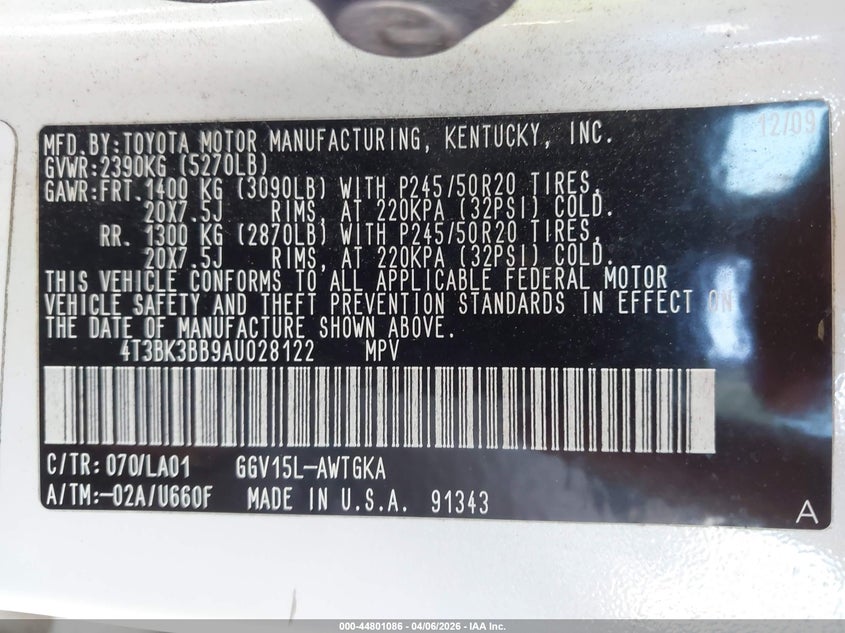 12/09
MFD.BY:TOYOTA MOTOR MANUFACTURING, KENTUCKY, INC.
GVWR:2390KG (5270LB)
GAWR:FRT.1400 KG (3090LB) WITH P245/50R20 TIRES,
20X7.5J RIMS, AT 220KPA (32PSI) COLD.
RR. 1300 KG (2870LB) WITH P245/50R20 TIRES,
20X7.5J RIMS, AT 220KPA (32PSI) COLD.
THIS VEHICLE CONFORMS TO ALL APPLICABLE FEDERAL MOTOR
VEHICLE SAFETY AND THEFT PREVENTION STANDARDS IN EFFECT ON
THE DATE OF MANUFACTURE SHOWN ABOVE.
4T3BK3BB9AU028122 MPV
C/TR: 070/LA01 GGV15L-AWTGKA
A/TM:-02A/U660F MADE IN U.S.A. 91343
A
000-44801086 - 04/06/2026 - IAA Inc.